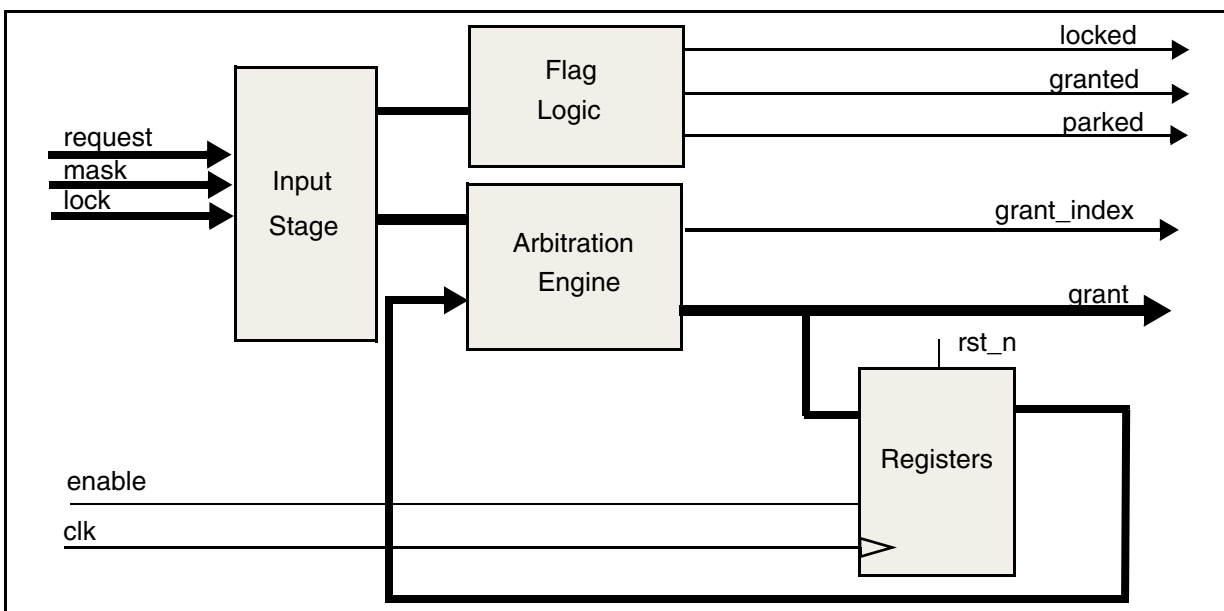 locked
Flag
Logic
granted
parked
request
mask
lock
Input
Stage
grant_index
Arbitration
Engine
grant
rst_n
Registers
enable
clk